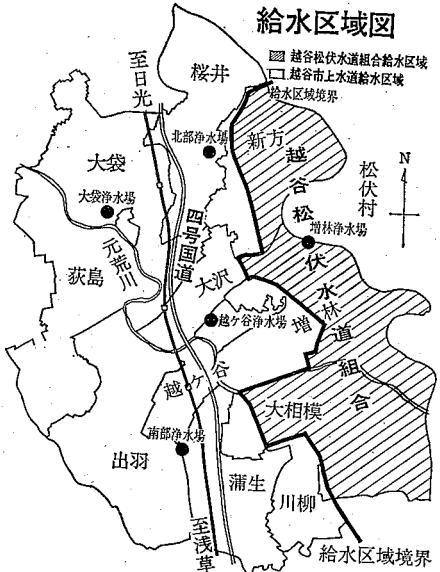 給水区域図
越谷松伏水道組合給水区域
越谷市上水道給水区域
給水区域境界
至日光
桜井
北部浄水場
新方
大袋
大袋浄水場
越谷松伏水道組合
松伏村
N
増林浄水場
四号国道
元荒川
荻島
大沢
越ヶ谷浄水場
増林
越ヶ谷
大相模
南部浄水場
出羽
蒲生
川柳
至浅草
給水区域境界